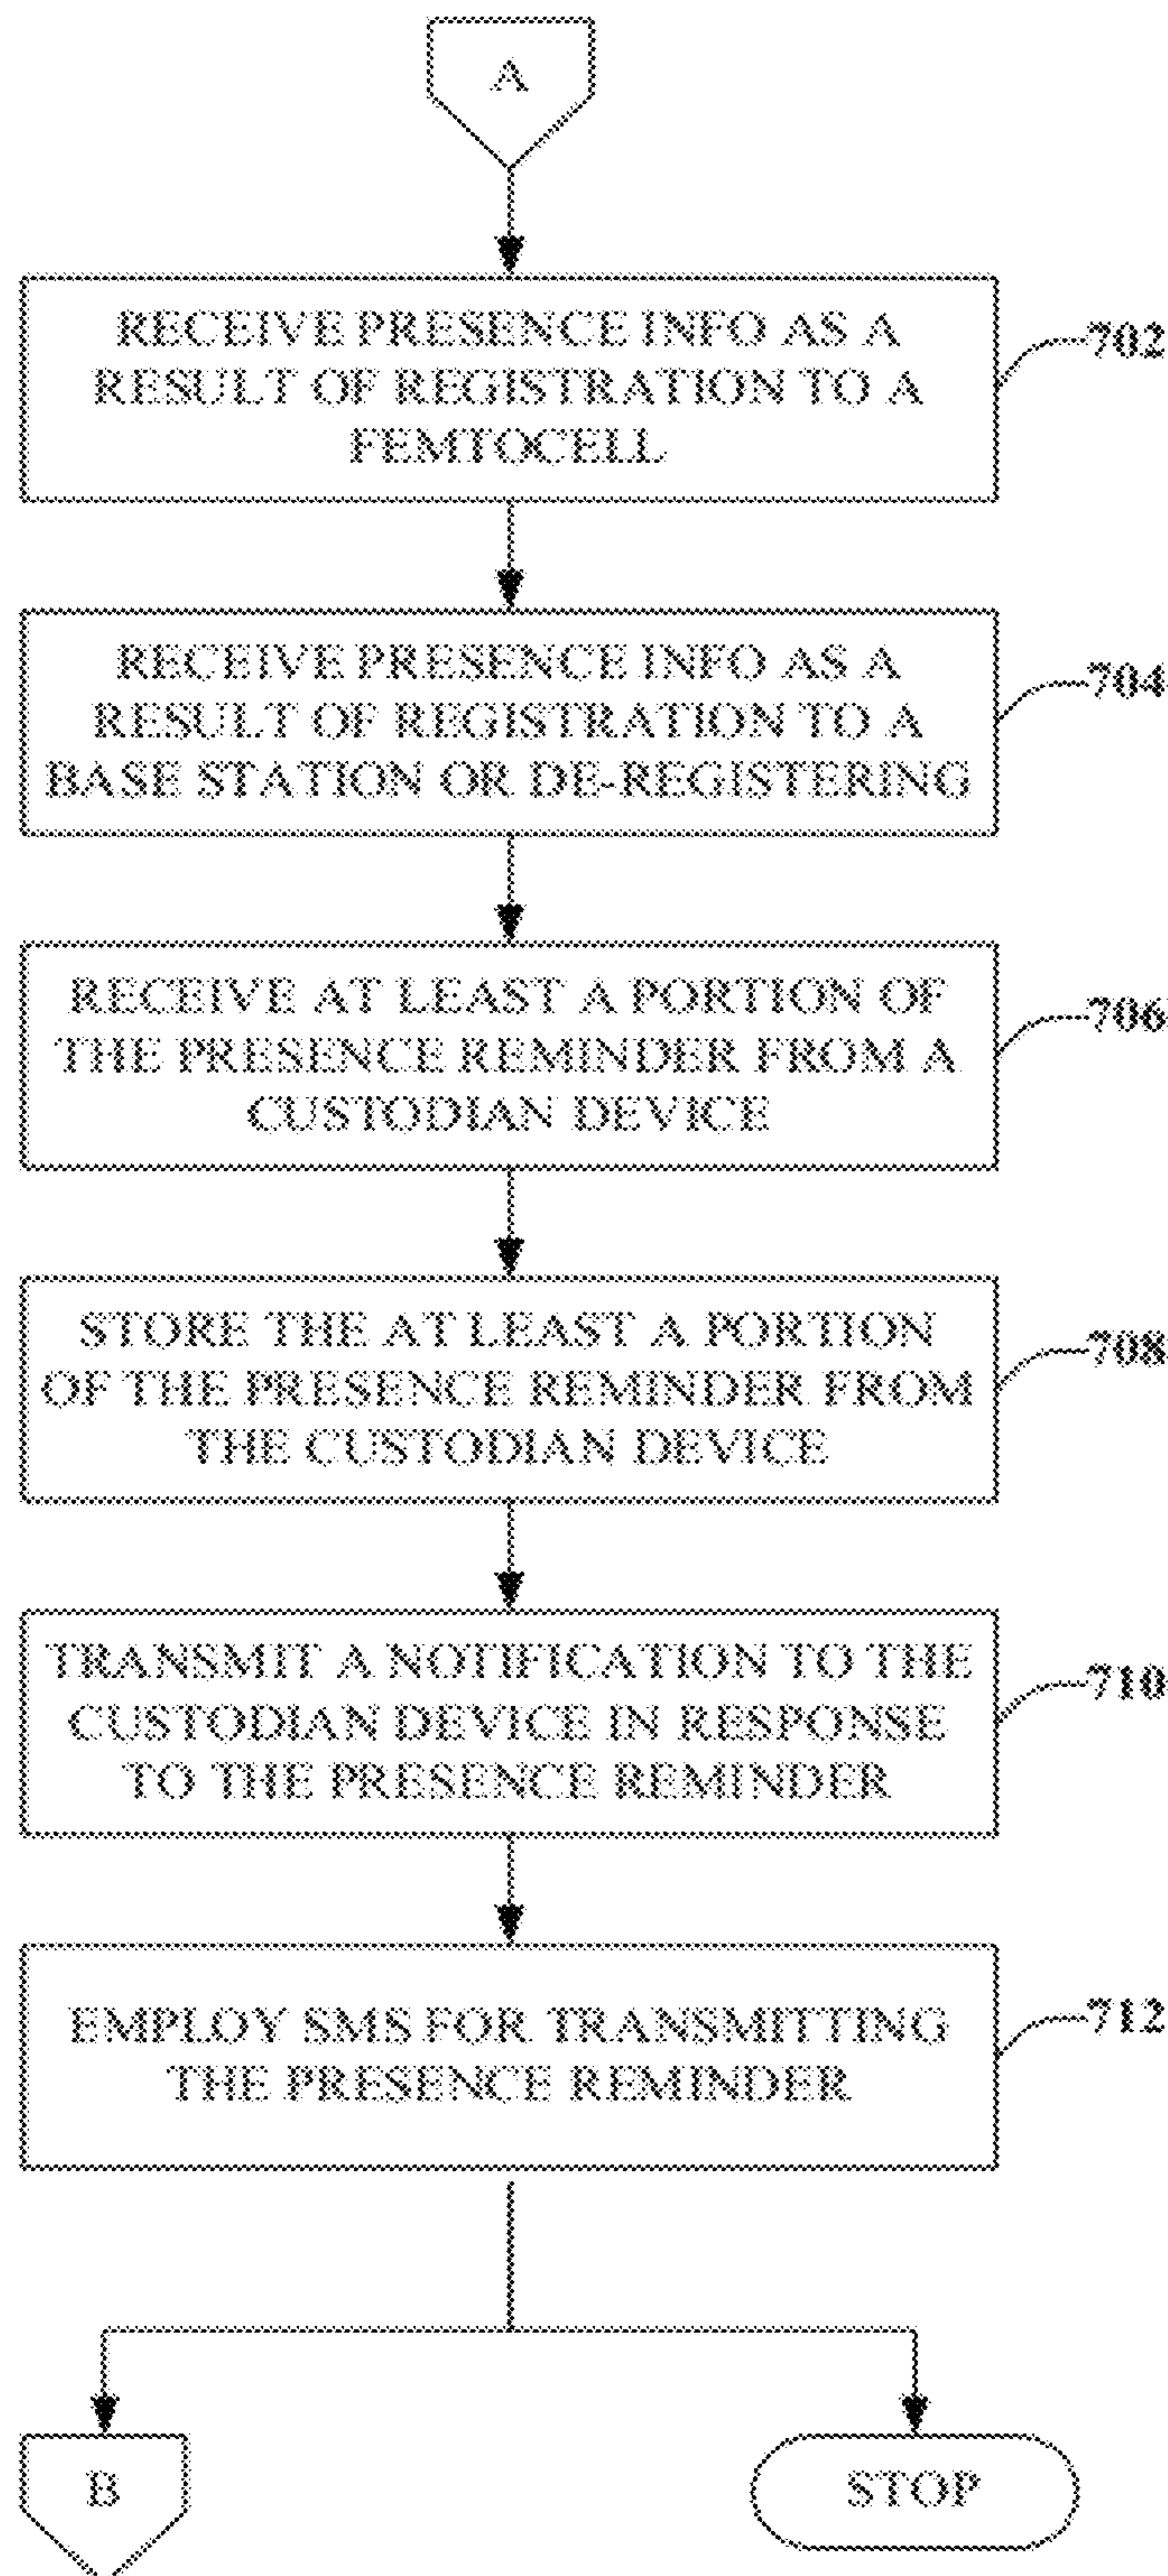 A
RECEIVE PRESENCE INFO AS A
RESULT OF REGISTRATION TO A
FEMTOCELL
702
RECEIVE PRESENCE INFO AS A
RESULT OF REGISTRATION TO A
BASE STATION OR DE-REGISTERING
704
RECEIVE AT LEAST A PORTION OF
THE PRESENCE REMINDER FROM A
CUSTODIAN DEVICE
706
STORE THE AT LEAST A PORTION
OF THE PRESENCE REMINDER FROM
THE CUSTODIAN DEVICE
708
TRANSMIT A NOTIFICATION TO THE
CUSTODIAN DEVICE IN RESPONSE
TO THE PRESENCE REMINDER
710
EMPLOY SMS FOR TRANSMITTING
THE PRESENCE REMINDER
712
B
STOP